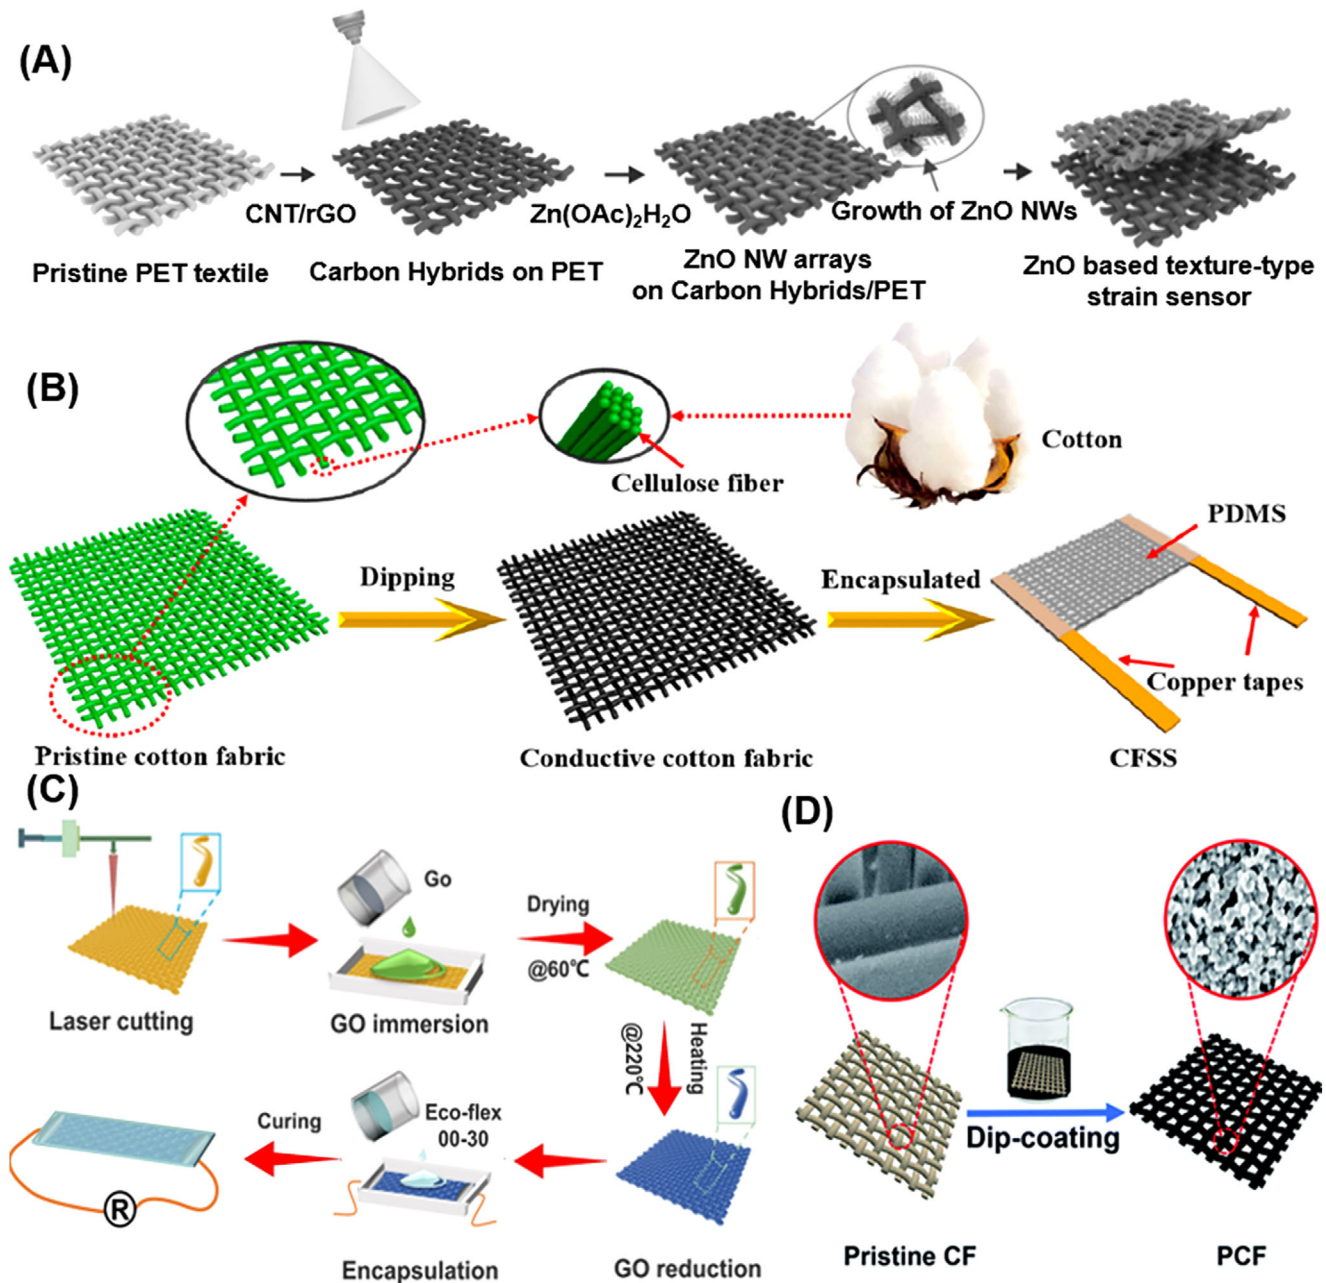 (A)
CNT/rGO
Zn(OAc)₂H₂O
Growth of ZnO NWs
Pristine PET textile
Carbon Hybrids on PET
ZnO NW arrays
on Carbon Hybrids/PET
ZnO based texture-type
strain sensor
(B)
Cellulose fiber
Cotton
PDMS
Dipping
Encapsulated
Copper tapes
Pristine cotton fabric
Conductive cotton fabric
CFSS
(C)
Go
Drying
@60℃
Laser cutting
GO immersion
Heating
@220℃
Eco-flex
00-30
Curing
R
Encapsulation
GO reduction
(D)
Dip-coating
Pristine CF
PCF